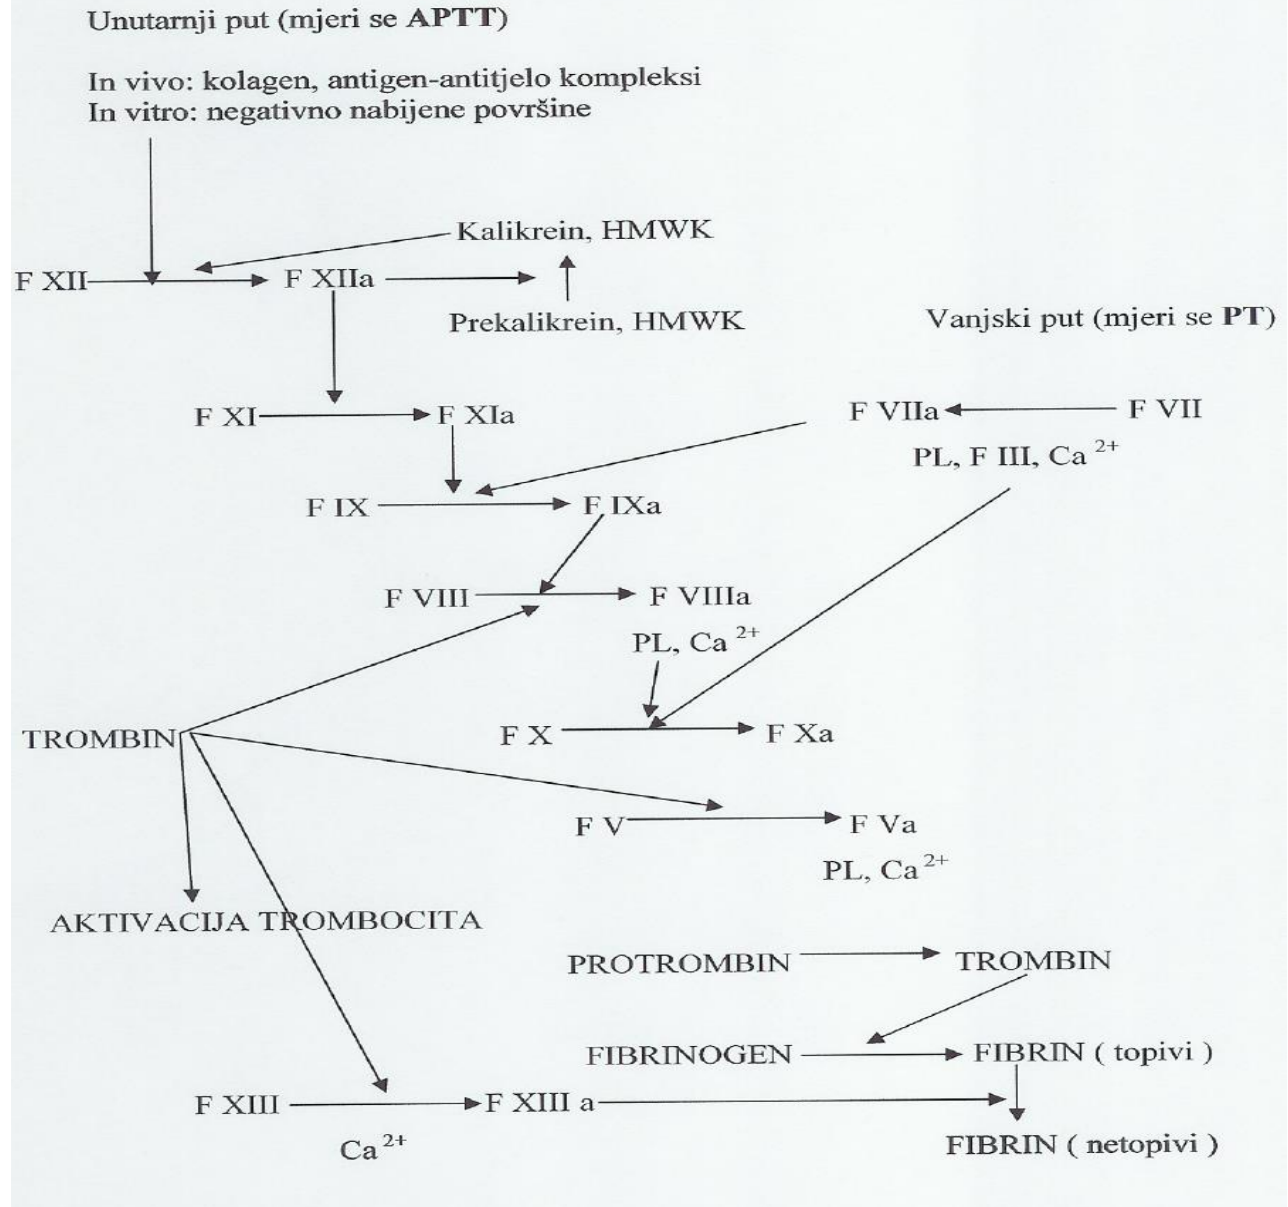 Unutarnji put (mjeri se APTT)
In vivo: kolagen, antigen-antitjelo kompleksi
In vitro: negativno nabijene površine
Kalikrein, HMWK
F XII F XIIa
Prekalikrein, HMWK
Vanjski put (mjeri se PT)
F XI F XIa
F VIIa F VII
PL, F III, Ca 2+
F IX F IXa
F VIII F VIIIa
PL, Ca 2+
TROMBIN
F X F Xa
F V F Va
PL, Ca 2+
AKTIVACIJA TROMBOCITA
PROTROMBIN TROMBIN
FIBRINOGEN FIBRIN ( topivi )
F XIII F XIII a
Ca 2+
FIBRIN ( netopivi )